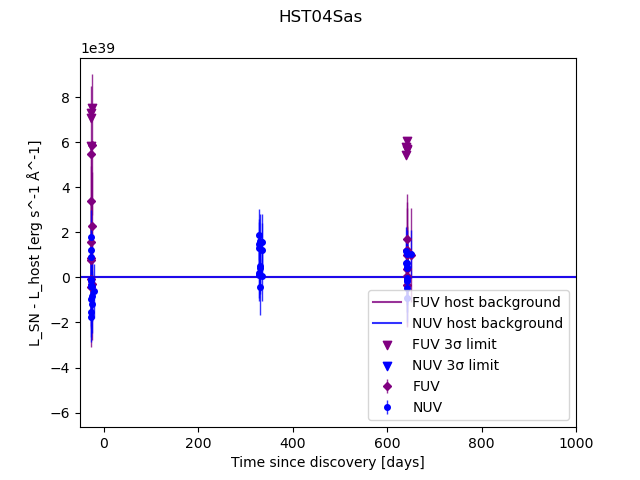 HST04Sas
1e39
L_SN - L_host [erg s^-1 Å^-1]
8
6
4
2
0
−2
−4
−6
0 200 400 600 800 1000
Time since discovery [days]
FUV host background
NUV host background
FUV 3σ limit
NUV 3σ limit
FUV
NUV